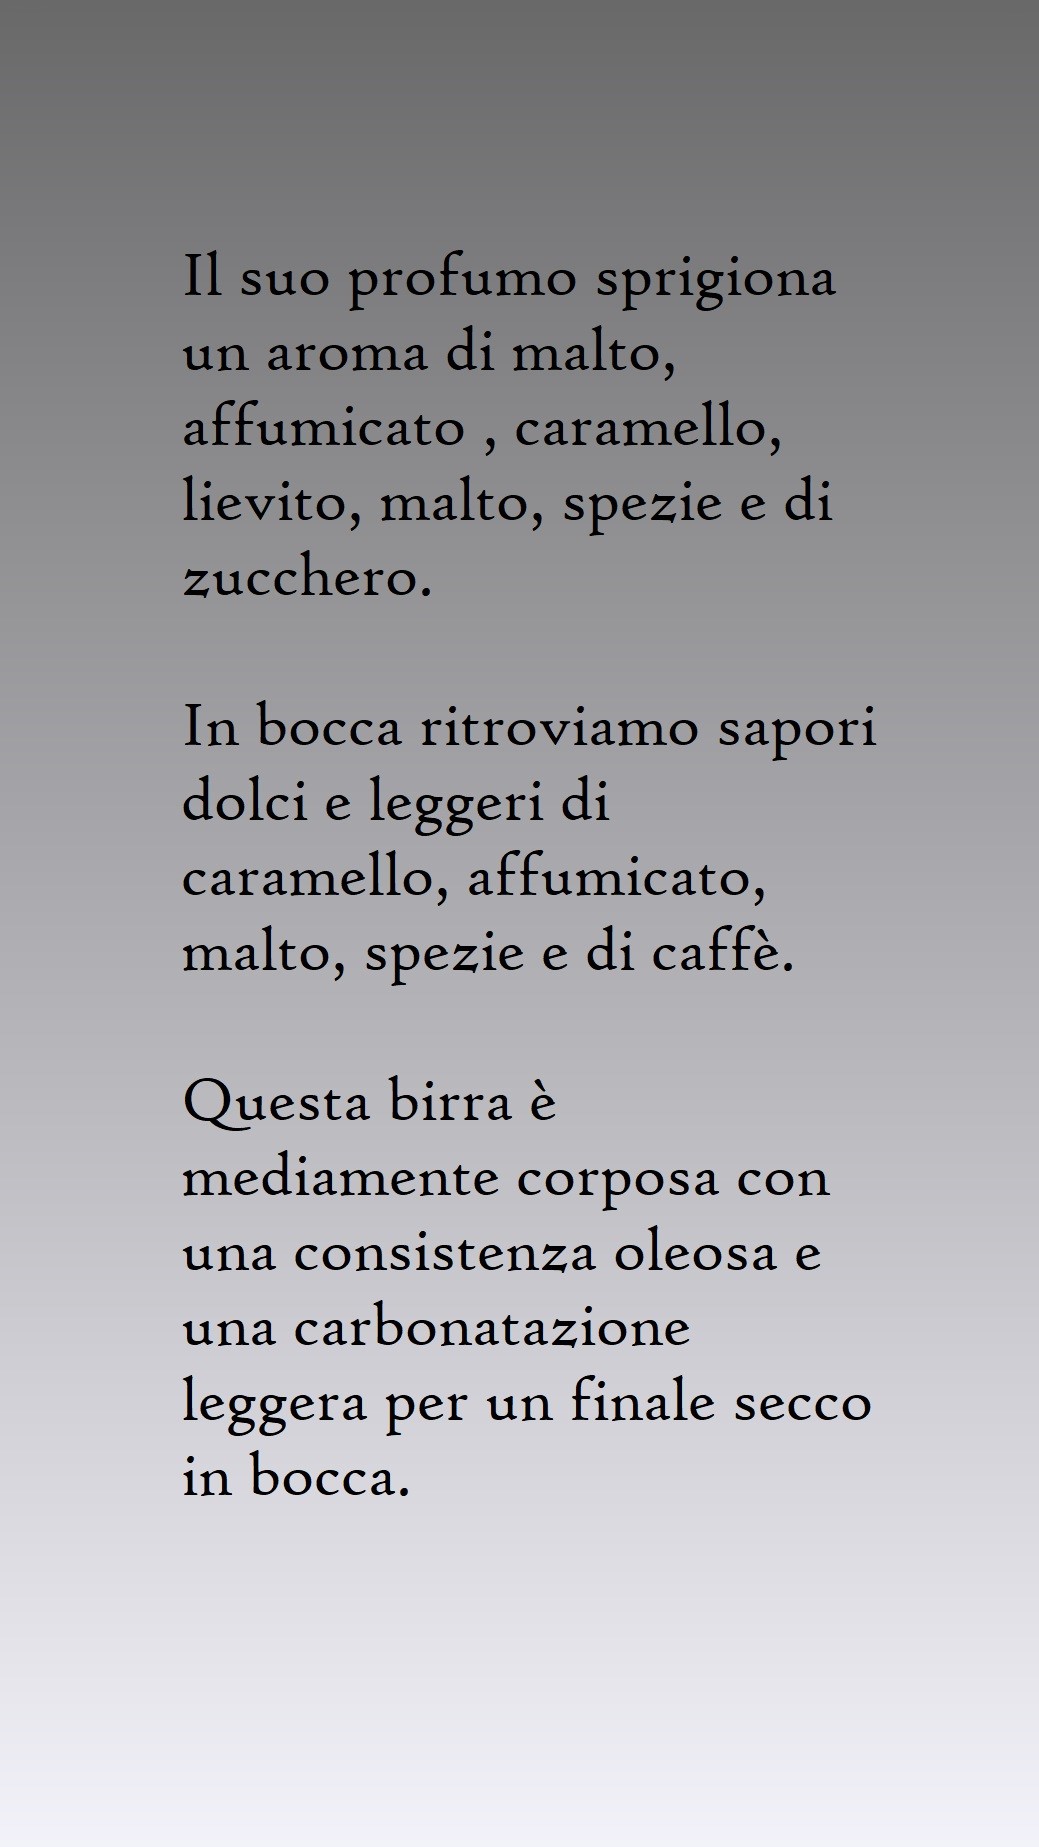 Il suo profumo sprigiona
un aroma di malto,
affumicato , caramello,
lievito, malto, spezie e di
zucchero.
In bocca ritroviamo sapori
dolci e leggeri di
caramello, affumicato,
malto, spezie e di caffè.
Questa birra è
mediamente corposa con
una consistenza oleosa e
una carbonatazione
leggera per un finale secco
in bocca.